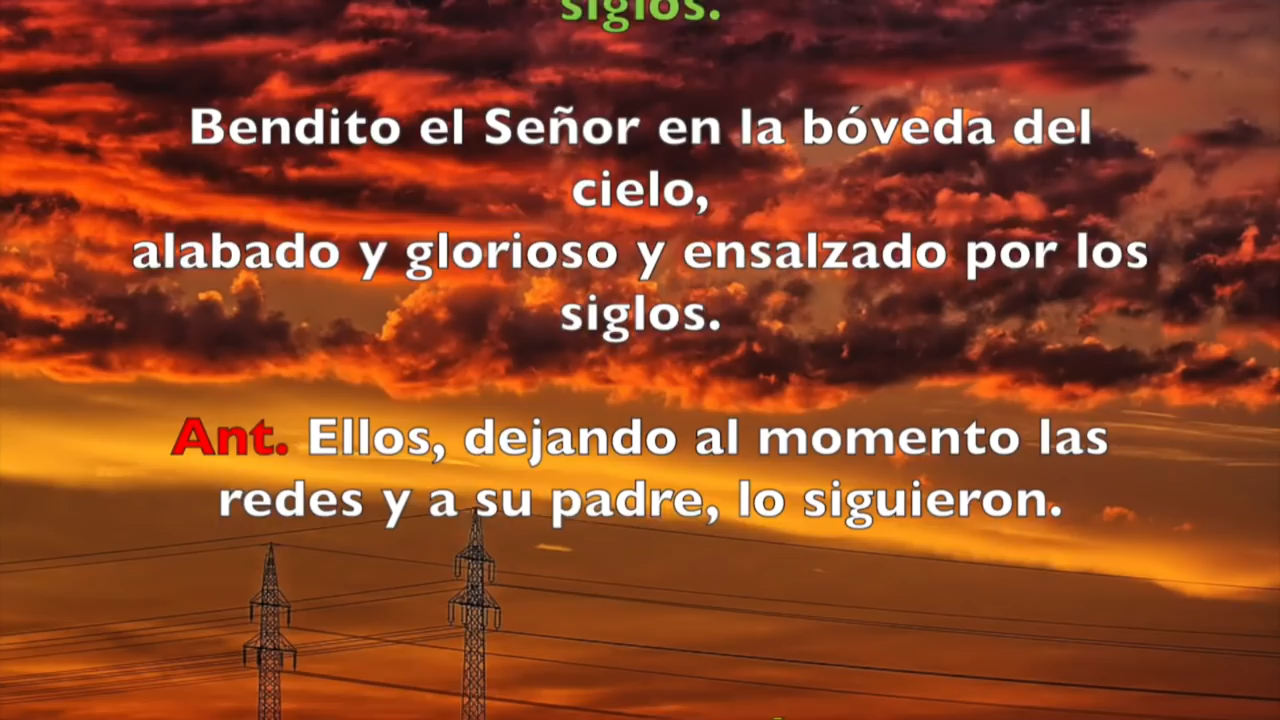 siglos.
Bendito el Señor en la bóveda del
cielo,
alabado y glorioso y ensalzado por los
siglos.
Ant. Ellos, dejando al momento las
redes y a su padre, lo siguieron.